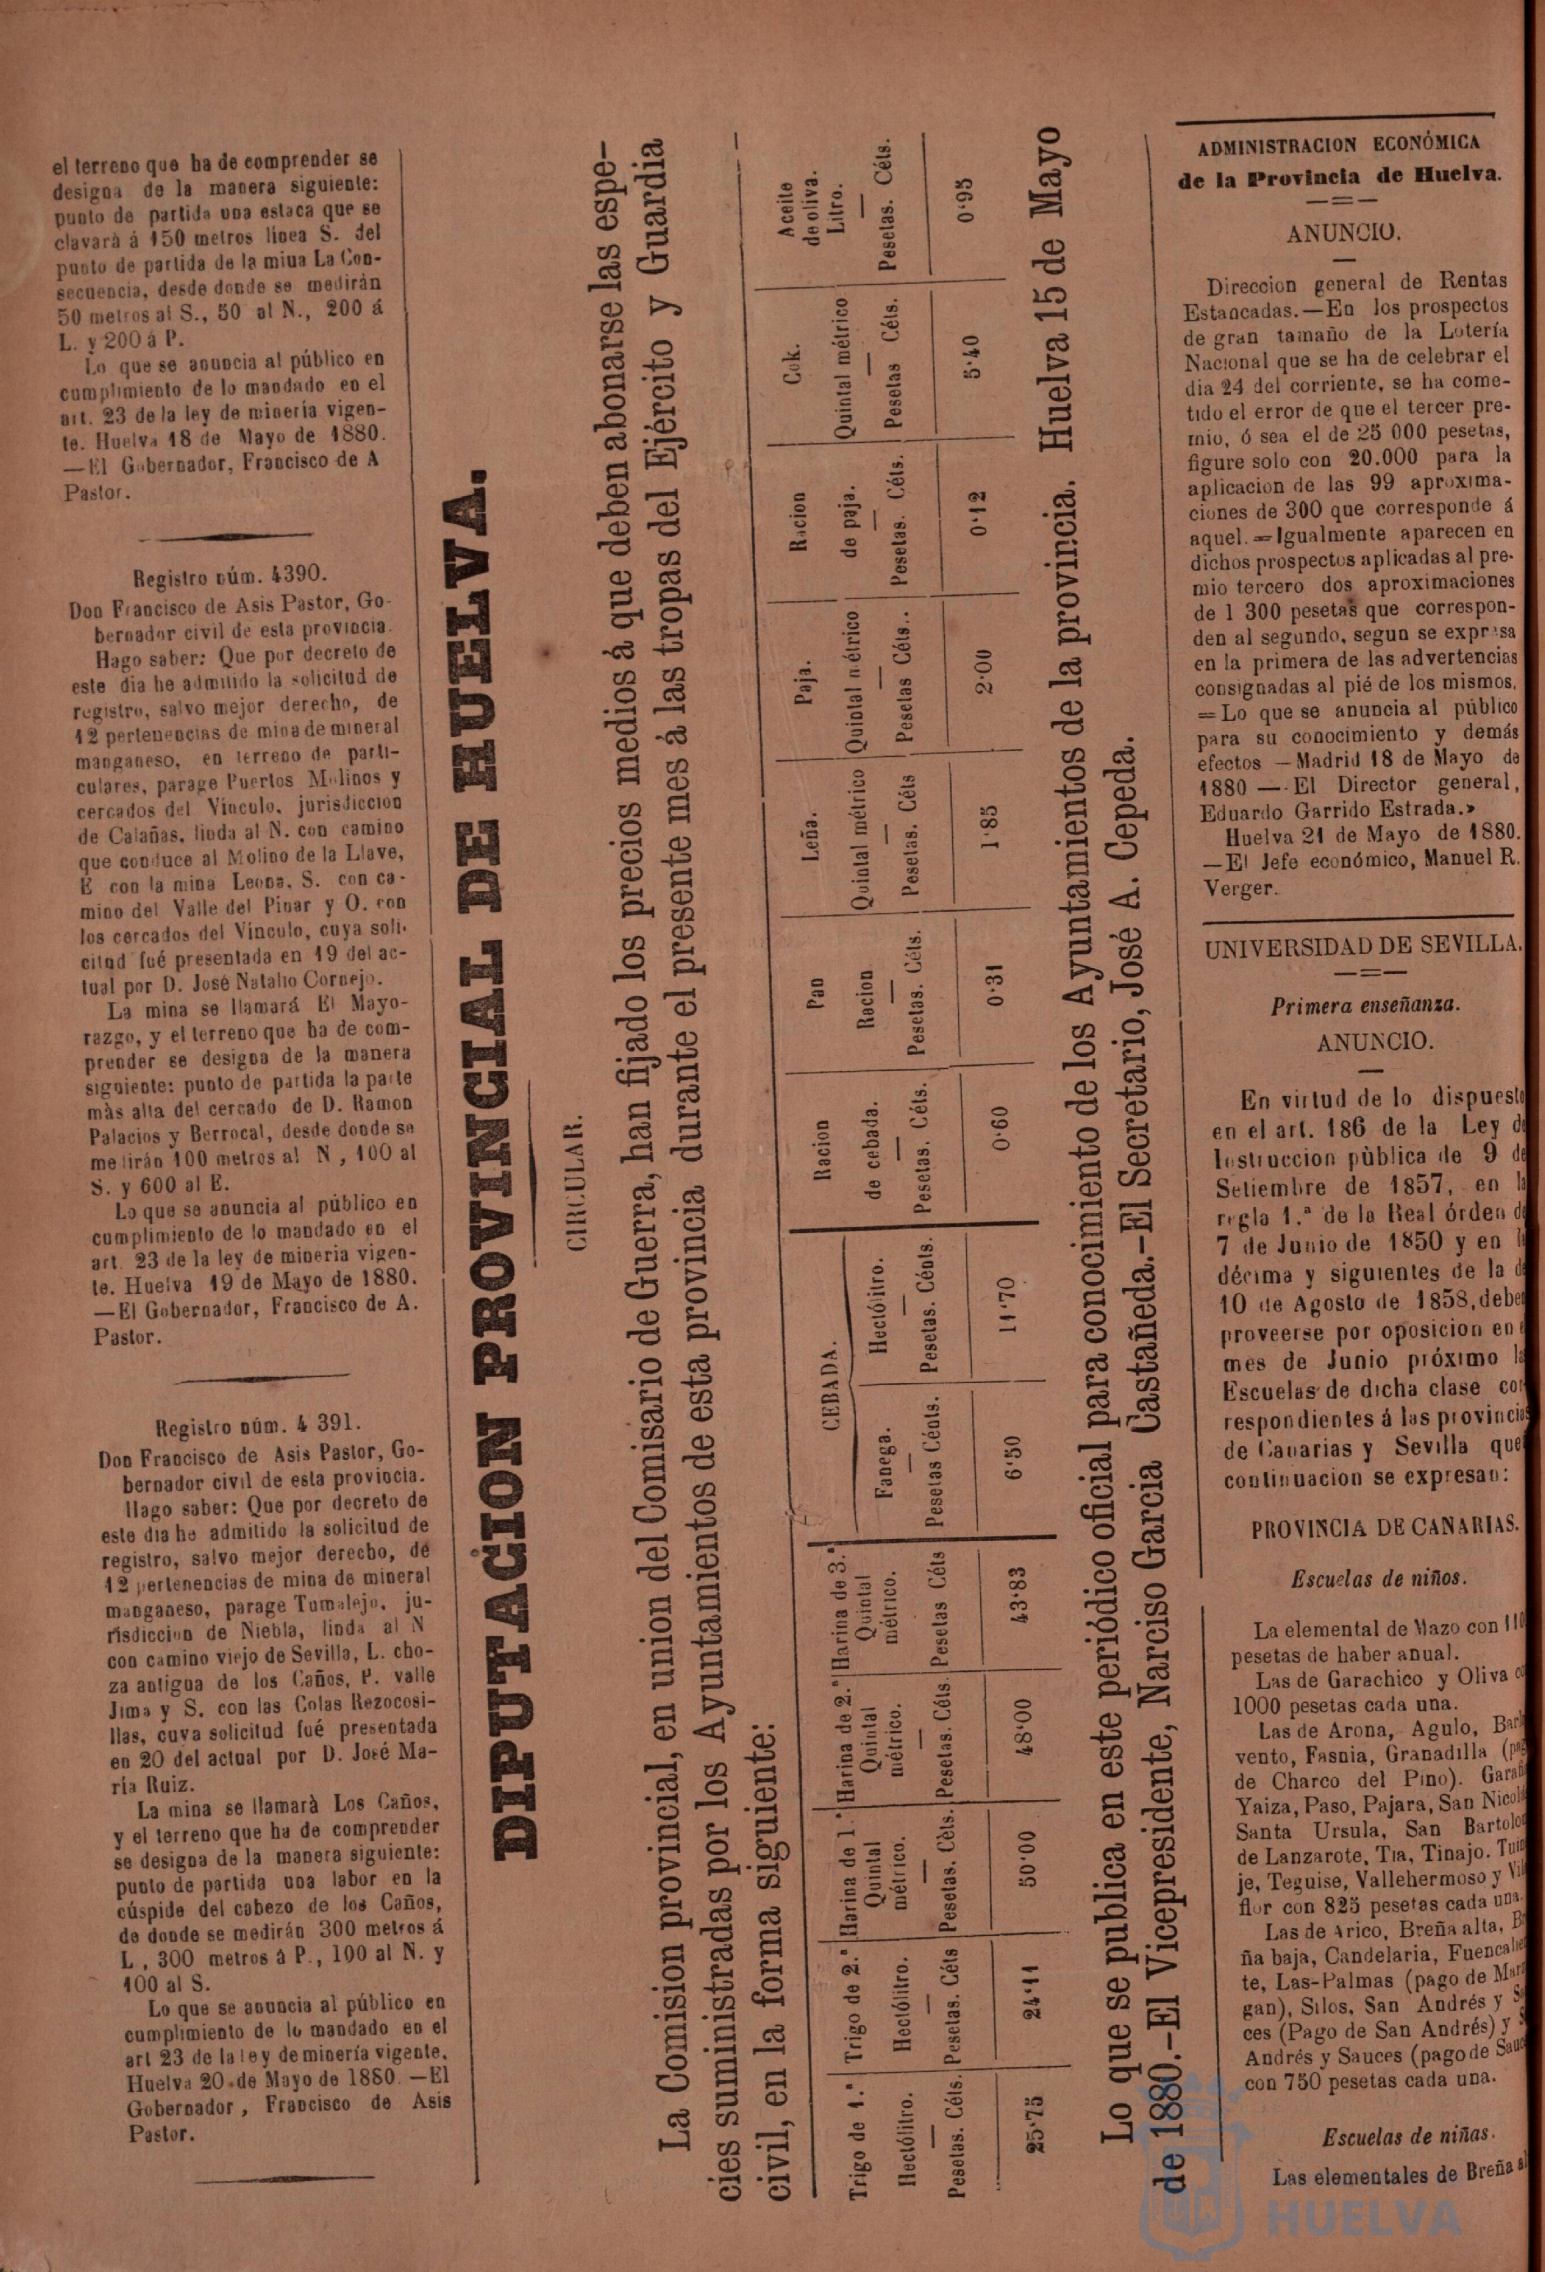 el terreno que ha de comprender se
designa de la manera siguiente:
punto de partida una estaca que se
clavarà á 150 metros línea S. del
punto de partida de la miua La Con-
secuencia, desde donde se medirán
50 metros al S., 50 al N., 200 á
L. y 200 á P.
Lo que se anuncia al público en
cumplimiento de lo mandado en el
art. 23 de la ley de minería vigen-
te. Huelva 18 de Mayo de 1880.
—El Gobernador, Francisco de A
Pastor.
Registro núm. 4390.
Don Francisco de Asis Pastor, Go-
bernador civil de esta provincia.
Hago saber: Que por decreto de
este dia he admitido la solicitud de
registro, salvo mejor derecho, de
12 pertenencias de mina de mineral
manganeso, en terreno de parti-
culares, parage Puertos Molinos y
cercados del Vinculo, jurisdiccion
de Calañas, linda al N. con camino
que conduce al Molino de la Llave,
E con la mina Leona, S. con ca-
mino del Valle del Pinar y O. con
los cercados del Vinculo, cuya soli-
citud fué presentada en 19 del ac-
tual por D. José Natalio Cornejo.
La mina se llamará El Mayo-
razgo, y el terreno que ha de com-
prender se designa de la manera
siguiente: punto de partida la parte
màs alta del cercado de D. Ramon
Palacios y Berrocal, desde donde se
medirán 100 metros al N, 100 al
S. y 600 al E.
Lo que se anuncia al público en
cumplimiento de lo mandado en el
art. 23 de la ley de mineria vigen-
te. Huelva 19 de Mayo de 1880.
—El Gobernador, Francisco de A.
Pastor.
Registro núm. 4 391.
Don Francisco de Asis Pastor, Go-
bernador civil de esta provincia.
Hago saber: Que por decreto de
este dia he admitido la solicitud de
registro, salvo mejor derecho, de
12 pertenencias de mina de mineral
manganeso, parage Tumalejo, ju-
risdiccion de Niebla, linda al N
con camino viejo de Sevilla, L. cho-
za antigua de los Caños, P. valle
Jima y S. con las Colas Rezocosi-
llas, cuya solicitud fué presentada
en 20 del actual por D. José Ma-
ría Ruiz.
La mina se llamarà Los Caños,
y el terreno que ha de comprender
se designa de la manera siguiente:
punto de partida una labor en la
cúspide del cabezo de los Caños,
de donde se medirán 300 metros á
L, 300 metros á P., 100 al N. y
100 al S.
Lo que se anuncia al público en
cumplimiento de lo mandado en el
art 23 de la ley de minería vigente.
Huelva 20 de Mayo de 1880.—El
Gobernador, Francisco de Asis
Pastor.
DIPUTACION PROVINCIAL DE HUELVA.
CIRCULAR.
La Comision provincial, en union del Comisario de Guerra, han fijado los precios medios á que deben abonarse las espe-
cies suministradas por los Ayuntamientos de esta provincia durante el presente mes á las tropas del Ejército y Guardia
civil, en la forma siguiente:
Trigo de 1.ª Hectólitro. Pesetas. Céts. 25'75
Trigo de 2.ª Hectólitro. Pesetas. Céts 24'11
Harina de 1.ª Quintal métrico. Pesetas. Cèts. 50'00
Harina de 2.ª Quintal métrico. Pesetas. Céts. 48'00
Harina de 3.ª Quintal métrico. Pesetas Céts 43'83
CEBADA.
Fanega. Pesetas Cénts. 6'50
Hectólitro. Pesetas. Cénts. 11'70
Racion de cebada. Pesetas. Céts. 0'60
Pan Racion Pesetas. Céts. 0'31
Leña. Quintal métrico Pesetas. Céts 1'85
Paja. Quintal métrico Pesetas Céts.. 2'00
Racion de paja. Pesetas. Céts. 0'12
Cok. Quintal métrico Pesetas Céts. 5'40
Aceite de oliva. Litro. Pesetas. Céts. 0'95
Lo que se publica en este periódico oficial para conocimiento de los Ayuntamientos de la provincia. Huelva 15 de Mayo
de 1880.-El Vicepresidente, Narciso Garcia Castañeda.-El Secretario, José A. Cepeda.
ADMINISTRACION ECONÓMICA
de la Provincia de Huelva.
ANUNCIO.
Direccion general de Rentas
Estancadas.—En los prospectos
de gran tamaño de la Lotería
Nacional que se ha de celebrar el
dia 24 del corriente, se ha come-
tido el error de que el tercer pre-
mio, ó sea el de 25 000 pesetas,
figure solo con 20.000 para la
aplicacion de las 99 aproxima-
ciones de 300 que corresponde á
aquel.=Igualmente aparecen en
dichos prospectos aplicadas al pre-
mio tercero dos aproximaciones
de 1 300 pesetas que correspon-
den al segundo, segun se expresa
en la primera de las advertencias
consignadas al pié de los mismos.
=Lo que se anuncia al público
para su conocimiento y demás
efectos —Madrid 18 de Mayo de
1880 —El Director general,
Eduardo Garrido Estrada.»
Huelva 21 de Mayo de 1880.
—El Jefe económico, Manuel R.
Verger.
UNIVERSIDAD DE SEVILLA.
Primera enseñanza.
ANUNCIO.
En virtud de lo dispuesto
en el art. 186 de la Ley de
Instruccion pùblica de 9 de
Setiembre de 1857, en la
regla 1.ª de la Real órden de
7 de Junio de 1850 y en la
décima y siguientes de la de
10 de Agosto de 1858, deben
proveerse por oposicion en
mes de Junio próximo
Escuelas de dicha clase cor
respondientes á las provincias
de Canarias y Sevilla que
continuacion se expresan:
PROVINCIA DE CANARIAS.
Escuelas de niños.
La elemental de Mazo con
pesetas de haber anual.
Las de Garachico y Oliva
1000 pesetas cada una.
Las de Arona, Agulo,
vento, Fasnia, Granadilla
de Charco del Pino).
Yaiza, Paso, Pajara, San
Santa Ursula, San
de Lanzarote, Tia, Tinajo.
je, Teguise, Vallehermoso y
flor con 825 pesetas cada una.
Las de Arico, Breña alta,
ña baja, Candelaria,
te, Las-Palmas (pago de
gan), Silos, San Andrés y
ces (Pago de San Andrés) y
Andrés y Sauces (pago de
con 750 pesetas cada una.
Escuelas de niñas.
Las elementales de Breña
HUELVA